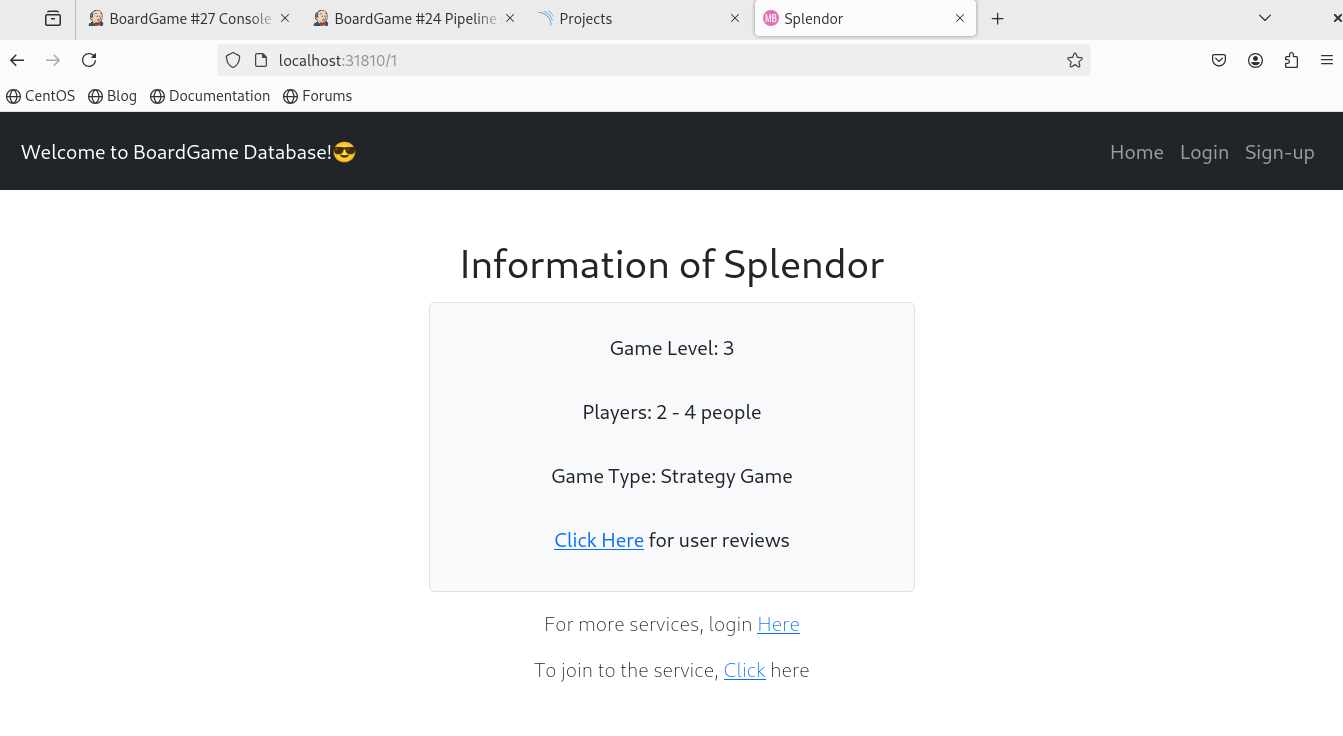 BoardGame #27 Console
BoardGame #24 Pipeline
Projects
MB Splendor
localhost:31810/1
CentOS Blog Documentation Forums
Welcome to BoardGame Database!😎 Home Login Sign-up
Information of Splendor
Game Level: 3
Players: 2 - 4 people
Game Type: Strategy Game
Click Here for user reviews
For more services, login Here
To join to the service, Click here